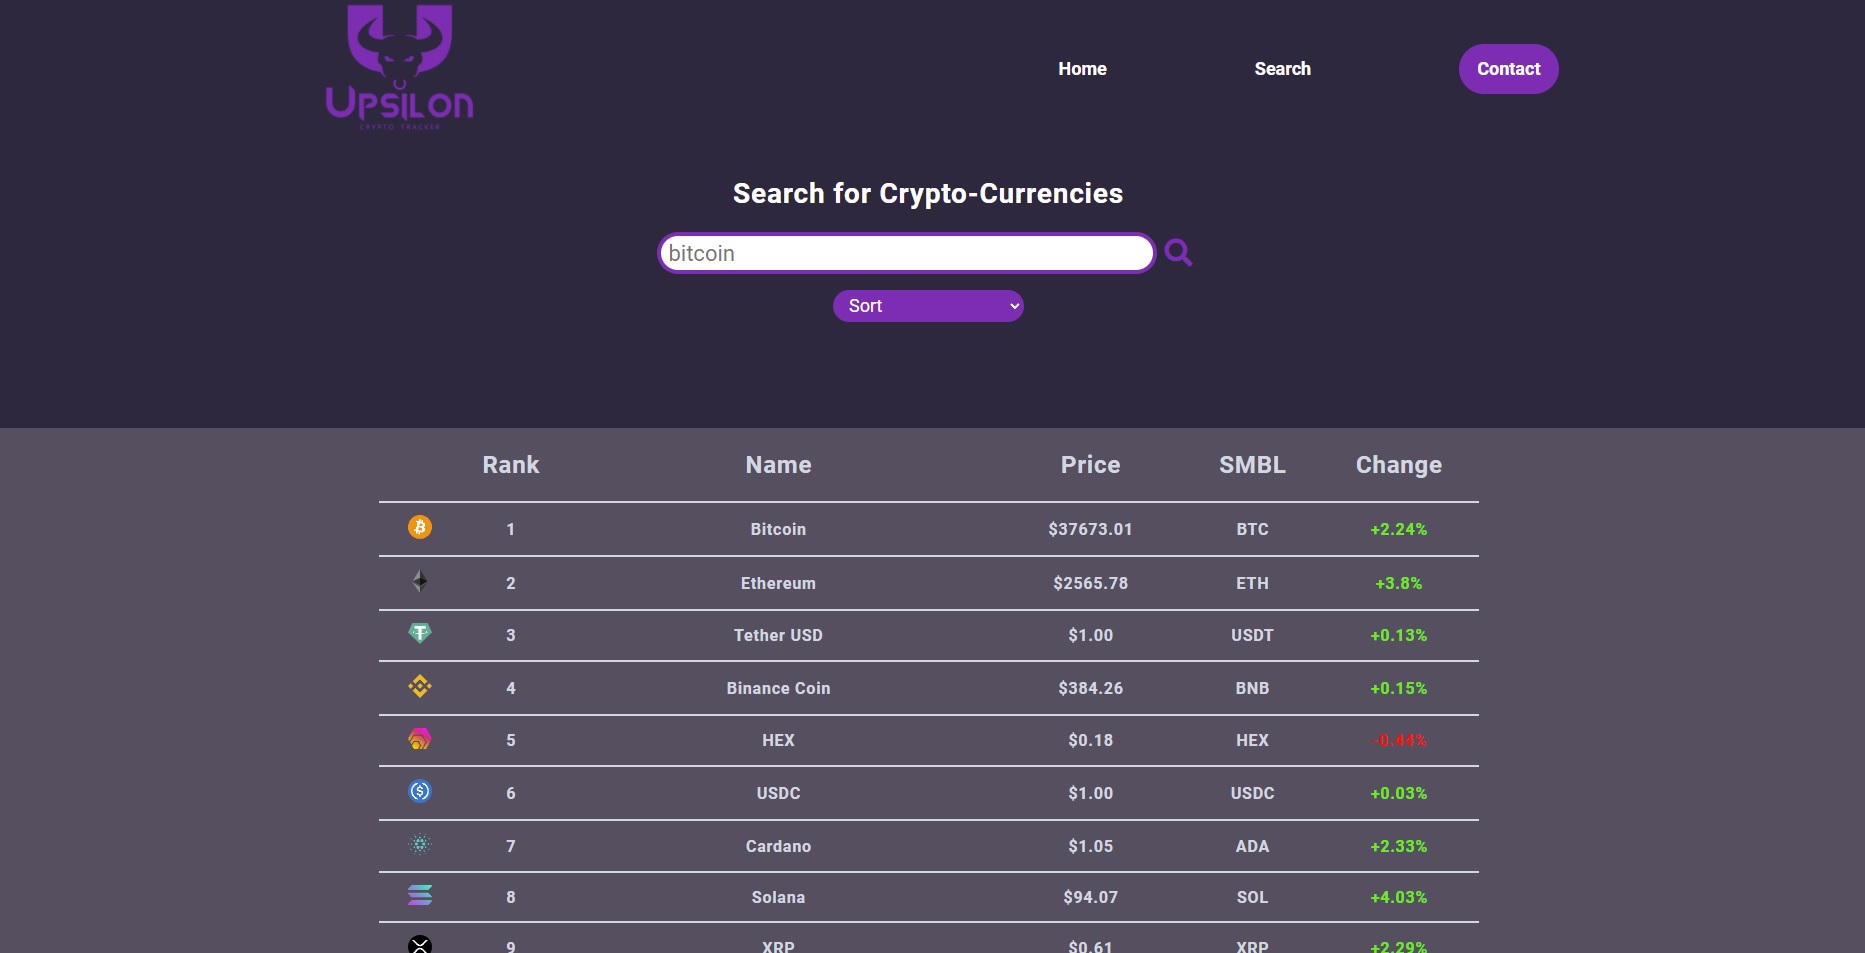 Upsilon
CRYPTO TRACKER
Home Search Contact
Search for Crypto-Currencies
bitcoin
Sort
Rank Name Price SMBL Change
1 Bitcoin $37673.01 BTC +2.24%
2 Ethereum $2565.78 ETH +3.8%
3 Tether USD $1.00 USDT +0.13%
4 Binance Coin $384.26 BNB +0.15%
5 HEX $0.18 HEX -0.44%
6 USDC $1.00 USDC +0.03%
7 Cardano $1.05 ADA +2.33%
8 Solana $94.07 SOL +4.03%
9 XRP $0.61 XRP +2.29%